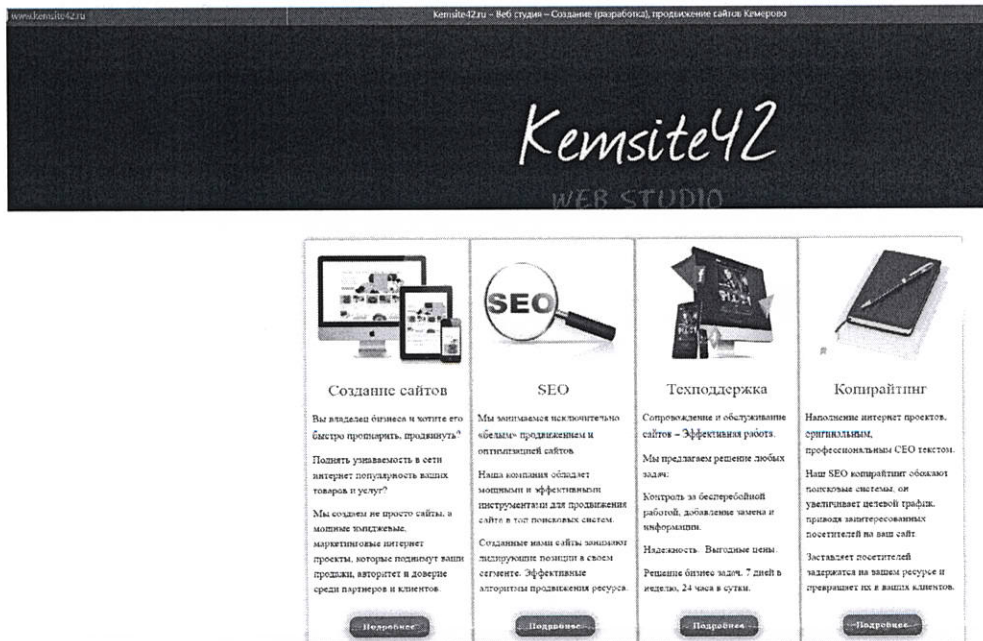 www.kemsite42.ru
Kemsite42.ru – Веб студия – Создание (разработка), продвижение сайтов Кемерово
Kemsite42
WEB STUDIO
SEO
Создание сайтов
Вы владелец бизнеса и хотите его
быстро пропиарить, продвинуть?
Поднять узнаваемость в сети
интернет популярность ваших
товаров и услуг?
Мы создаем не просто сайты, а
мощные имиджевые,
маркетинговые интернет
проекты, которые поднимут ваши
продажи, авторитет и доверие
среди партнеров и клиентов.
Подробнее
SEO
Мы занимаемся исключительно
«белым» продвижением и
оптимизацией сайтов.
Наша компания обладает
мощными и эффективными
инструментами для продвижения
сайте в топ поисковых систем.
Созданные нами сайты занимают
лидирующие позиции в своем
сегменте. Эффективные
алгоритмы продвижения ресурса.
Подробнее
Техподдержка
Сопровождение и обслуживание
сайтов – Эффективная работа.
Мы предлагаем решение любых
задач:
Контроль за бесперебойной
работой, добавление замена и
информации.
Надежность. Выгодные цены.
Решение бизнес задач. 7 дней в
неделю, 24 часа в сутки.
Подробнее
Копирайтинг
Наполнение интернет проектов,
оригинальным,
профессиональным СЕО текстом.
Наш SEO копирайтинг обожают
поисковые системы, он
увеличивает целевой трафик,
приводя заинтересованных
посетителей на ваш сайт.
Заставляет посетителей
задержатся на вашем ресурсе и
превращает их в ваших клиентов.
Подробнее